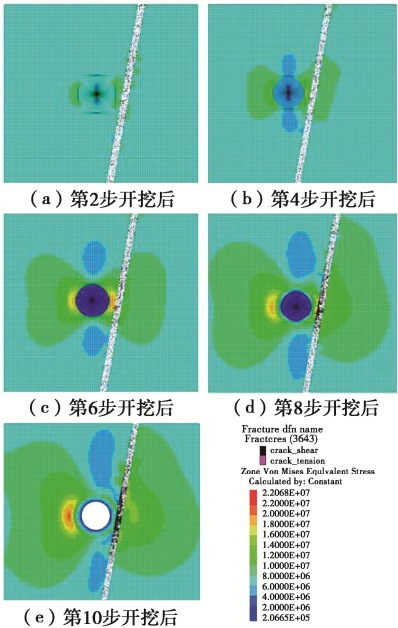 (a)第2步开挖后
(b)第4步开挖后
(c)第6步开挖后
(d)第8步开挖后
Fracture dfn name
Fractcres (3643)
crack_shear
crack_tension
Zone Von Mises Equlvalent Stress
Calculated by: Constant
2.2068E+07
2.2000E+07
2.0000E+07
1.8000E+07
1.6000E+07
1.4000E+07
1.2000E+07
1.0000E+07
8.0000E+06
6.0000E+06
4.0000E+06
2.0000E+06
2.0665E+05
(e)第10步开挖后